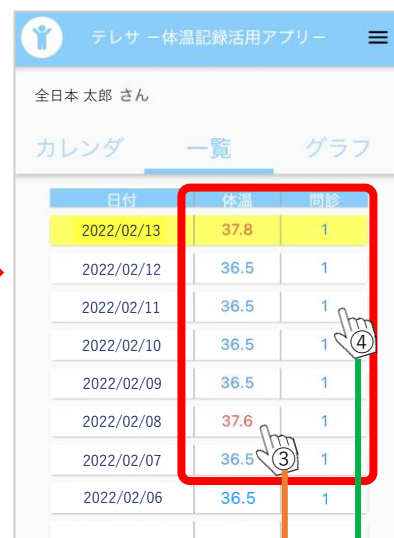 テレサ ー体温記録活用アプリー
全日本 太郎 さん
カレンダ 一覧 グラフ
日付 体温 問診
2022/02/13 37.8 1
2022/02/12 36.5 1
2022/02/11 36.5 1
2022/02/10 36.5 1
④
2022/02/09 36.5 1
2022/02/08 37.6 1
2022/02/07 36.5 1
③
2022/02/06 36.5 1